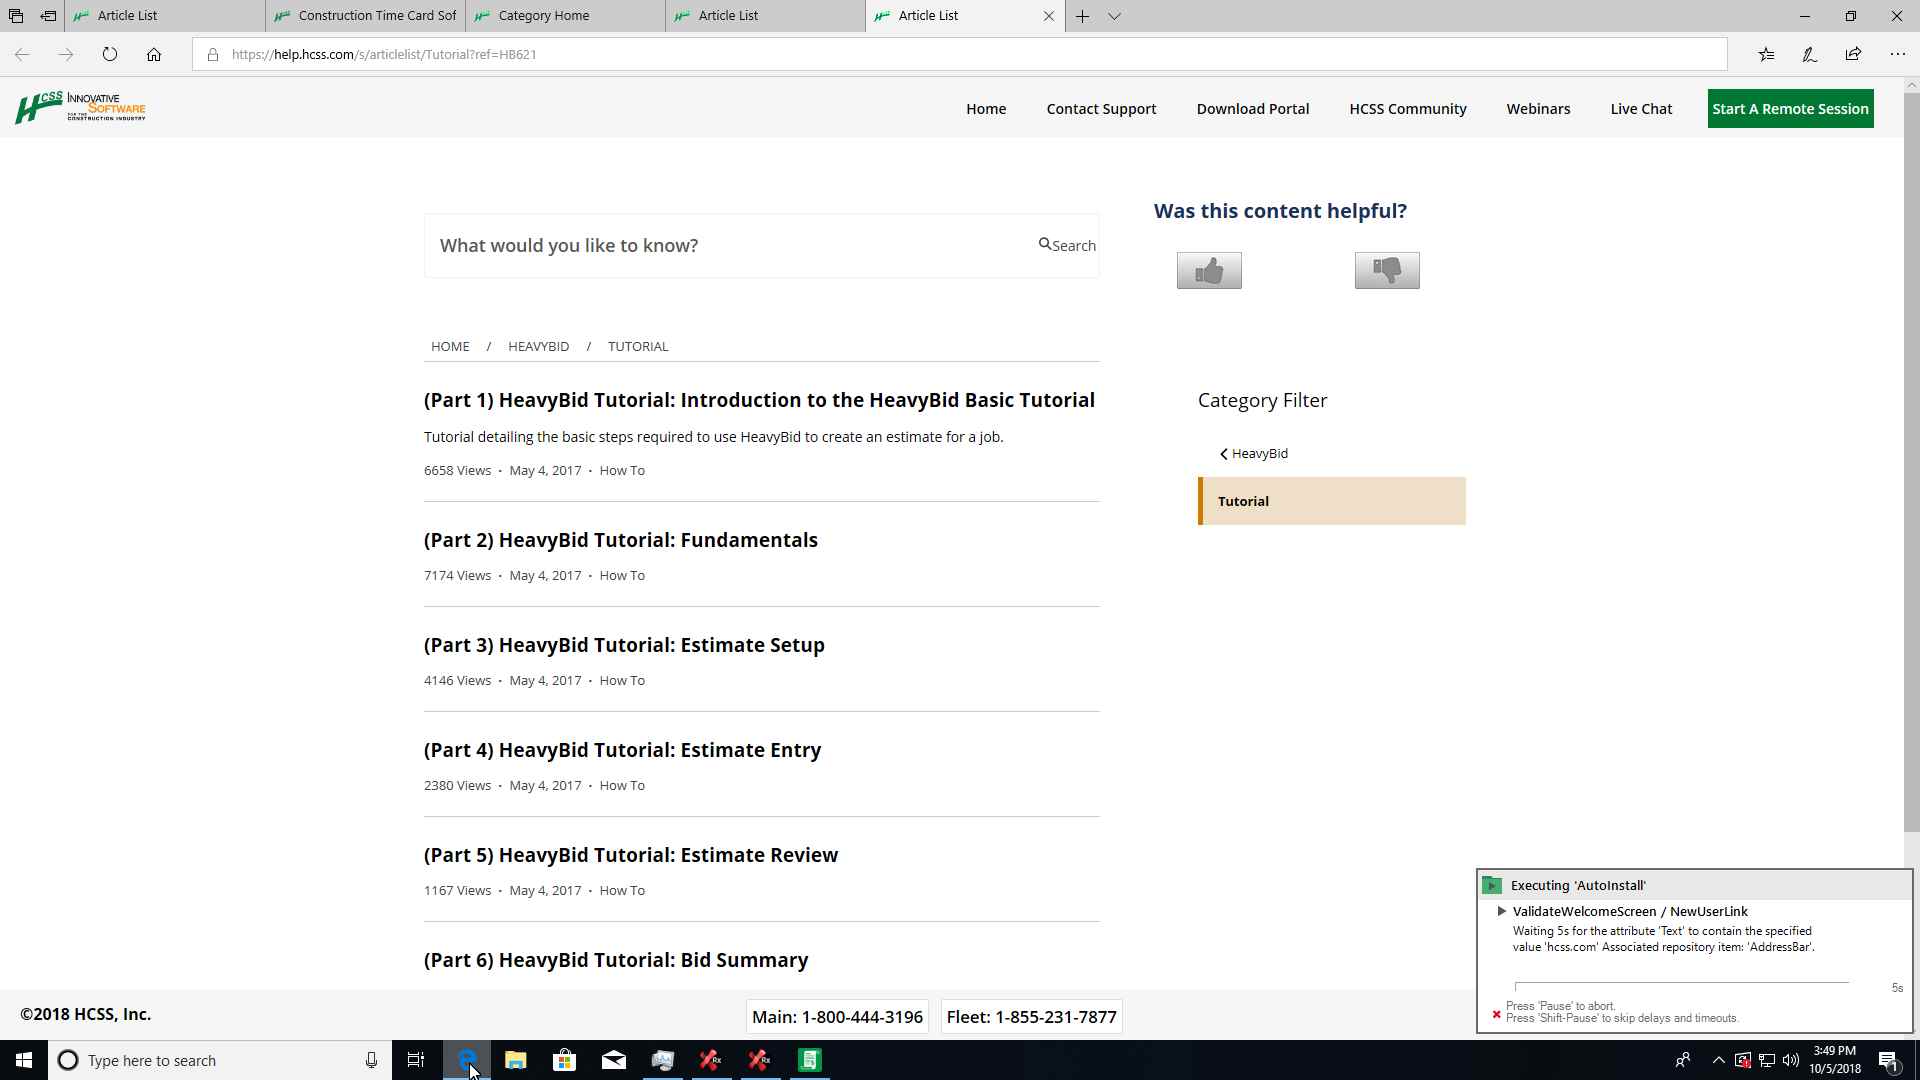 Article List
Construction Time Card Sof
Category Home
Article List
Article List
https://help.hcss.com/s/articlelist/Tutorial?ref=HB621
HCSS INNOVATIVE
SOFTWARE
FOR THE
CONSTRUCTION INDUSTRY
Home
Contact Support
Download Portal
HCSS Community
Webinars
Live Chat
Start A Remote Session
What would you like to know?
Search
Was this content helpful?
HOME / HEAVYBID / TUTORIAL
(Part 1) HeavyBid Tutorial: Introduction to the HeavyBid Basic Tutorial
Tutorial detailing the basic steps required to use HeavyBid to create an estimate for a job.
6658 Views · May 4, 2017 · How To
(Part 2) HeavyBid Tutorial: Fundamentals
7174 Views · May 4, 2017 · How To
(Part 3) HeavyBid Tutorial: Estimate Setup
4146 Views · May 4, 2017 · How To
(Part 4) HeavyBid Tutorial: Estimate Entry
2380 Views · May 4, 2017 · How To
(Part 5) HeavyBid Tutorial: Estimate Review
1167 Views · May 4, 2017 · How To
(Part 6) HeavyBid Tutorial: Bid Summary
Category Filter
HeavyBid
Tutorial
Executing 'AutoInstall'
ValidateWelcomeScreen / NewUserLink
Waiting 5s for the attribute 'Text' to contain the specified
value 'hcss.com' Associated repository item: 'AddressBar'.
5s
Press 'Pause' to abort.
Press 'Shift-Pause' to skip delays and timeouts.
©2018 HCSS, Inc.
Main: 1-800-444-3196
Fleet: 1-855-231-7877
Type here to search
3:49 PM
10/5/2018
1